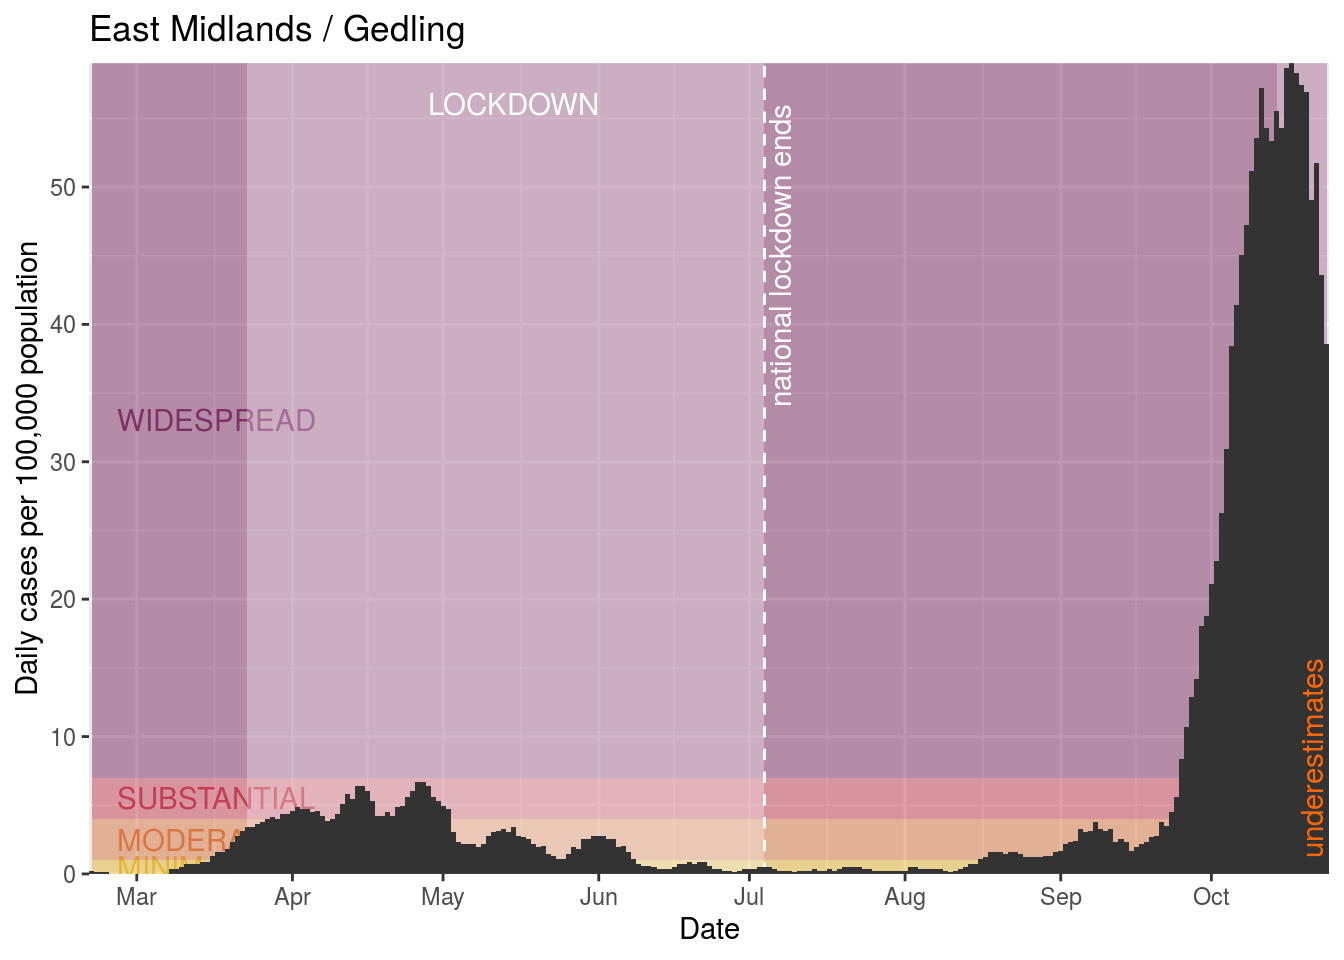 East Midlands / Gedling
LOCKDOWN
national lockdown ends
WIDESPREAD
SUBSTANTIAL
underestimates
Daily cases per 100,000 population
50
40
30
20
10
0
Mar
Apr
May
Jun
Jul
Aug
Sep
Oct
Date